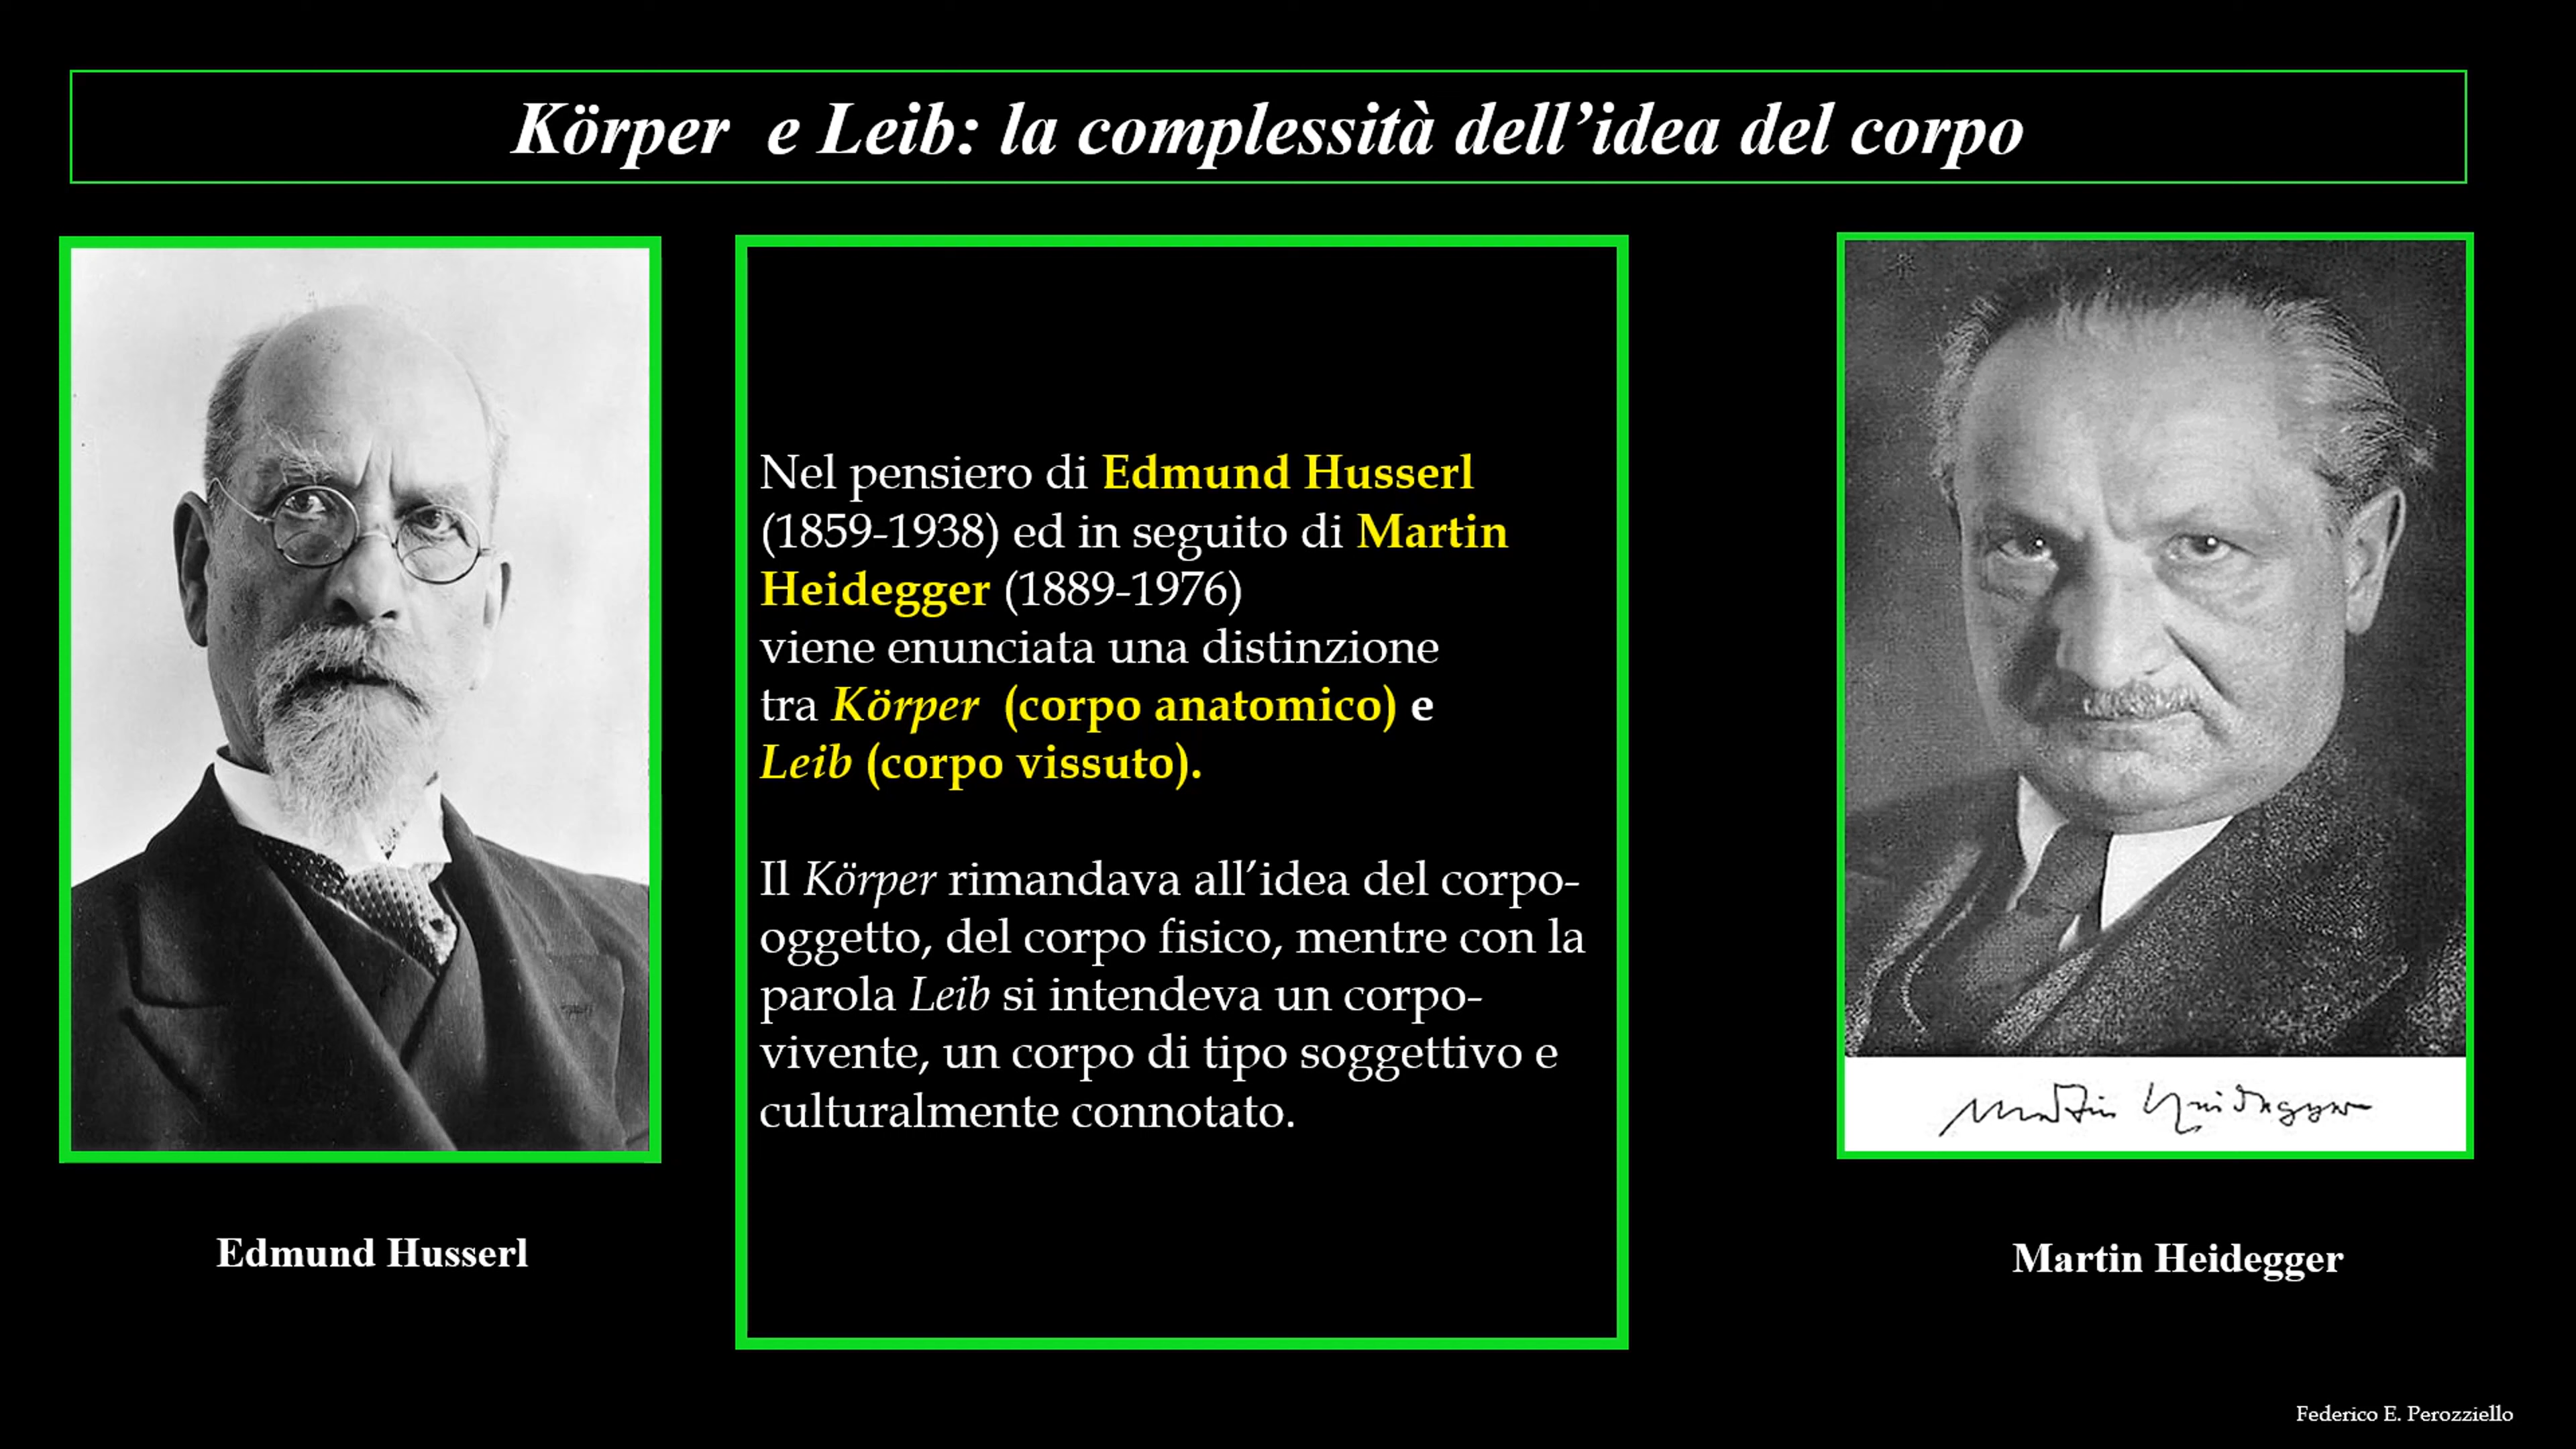 Körper e Leib: la complessità dell’idea del corpo
Nel pensiero di Edmund Husserl
(1859-1938) ed in seguito di Martin
Heidegger (1889-1976)
viene enunciata una distinzione
tra Körper (corpo anatomico) e
Leib (corpo vissuto).
Il Körper rimandava all’idea del corpo-
oggetto, del corpo fisico, mentre con la
parola Leib si intendeva un corpo-
vivente, un corpo di tipo soggettivo e
culturalmente connotato.
Martin Heidegger
Edmund Husserl
Martin Heidegger
Federico E. Perozziello